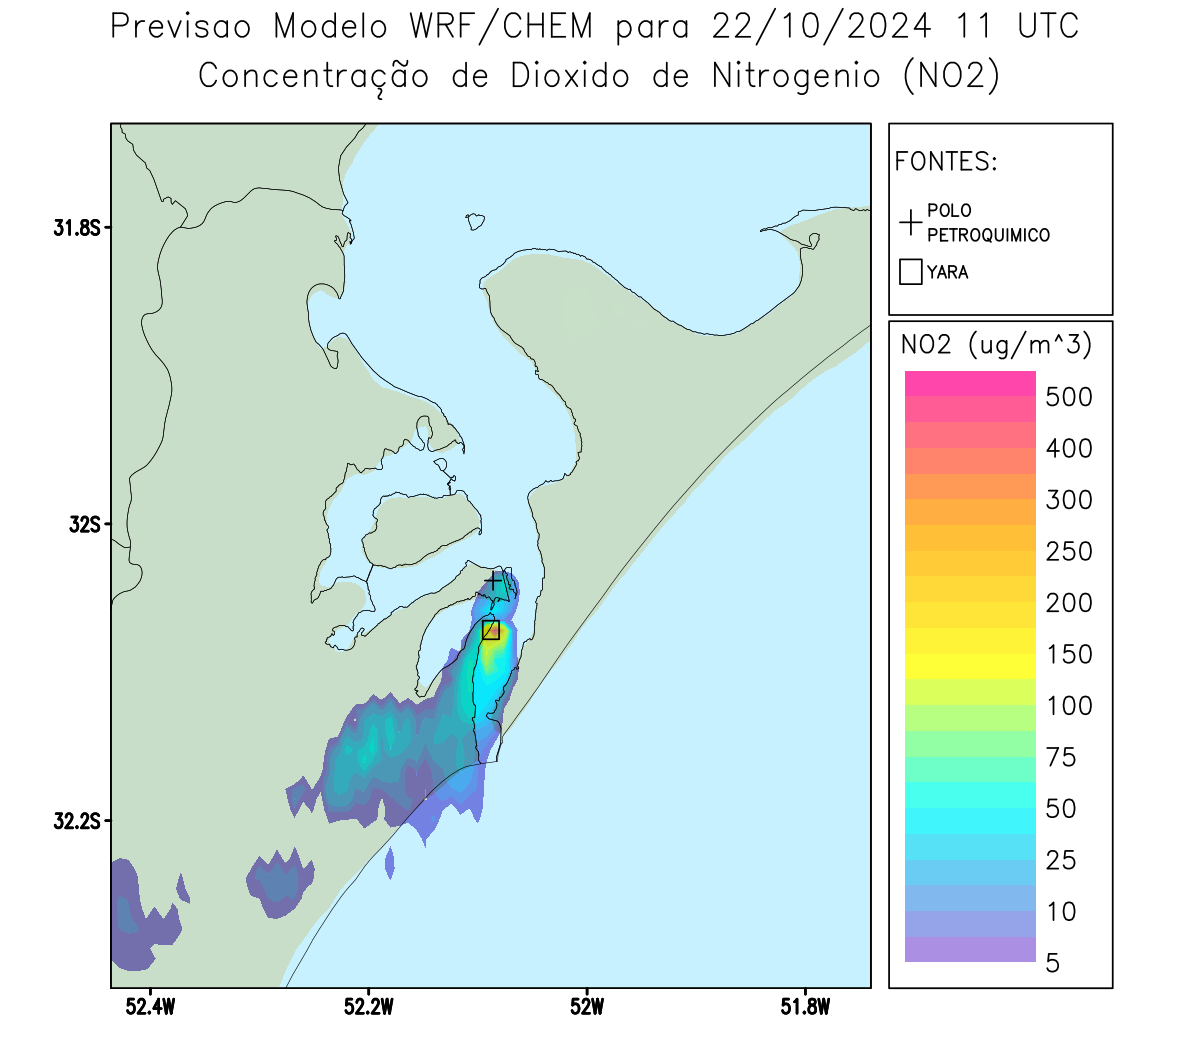 Previsao Modelo WRF/CHEM para 22/10/2024 11 UTC
Concentração de Dioxido de Nitrogenio (NO2)
FONTES:
POLO
PETROQUIMICO
YARA
NO2 (ug/m^3)
500
400
300
250
200
150
100
75
50
25
10
5
31.8S
32S
32.2S
52.4W
52.2W
52W
51.8W